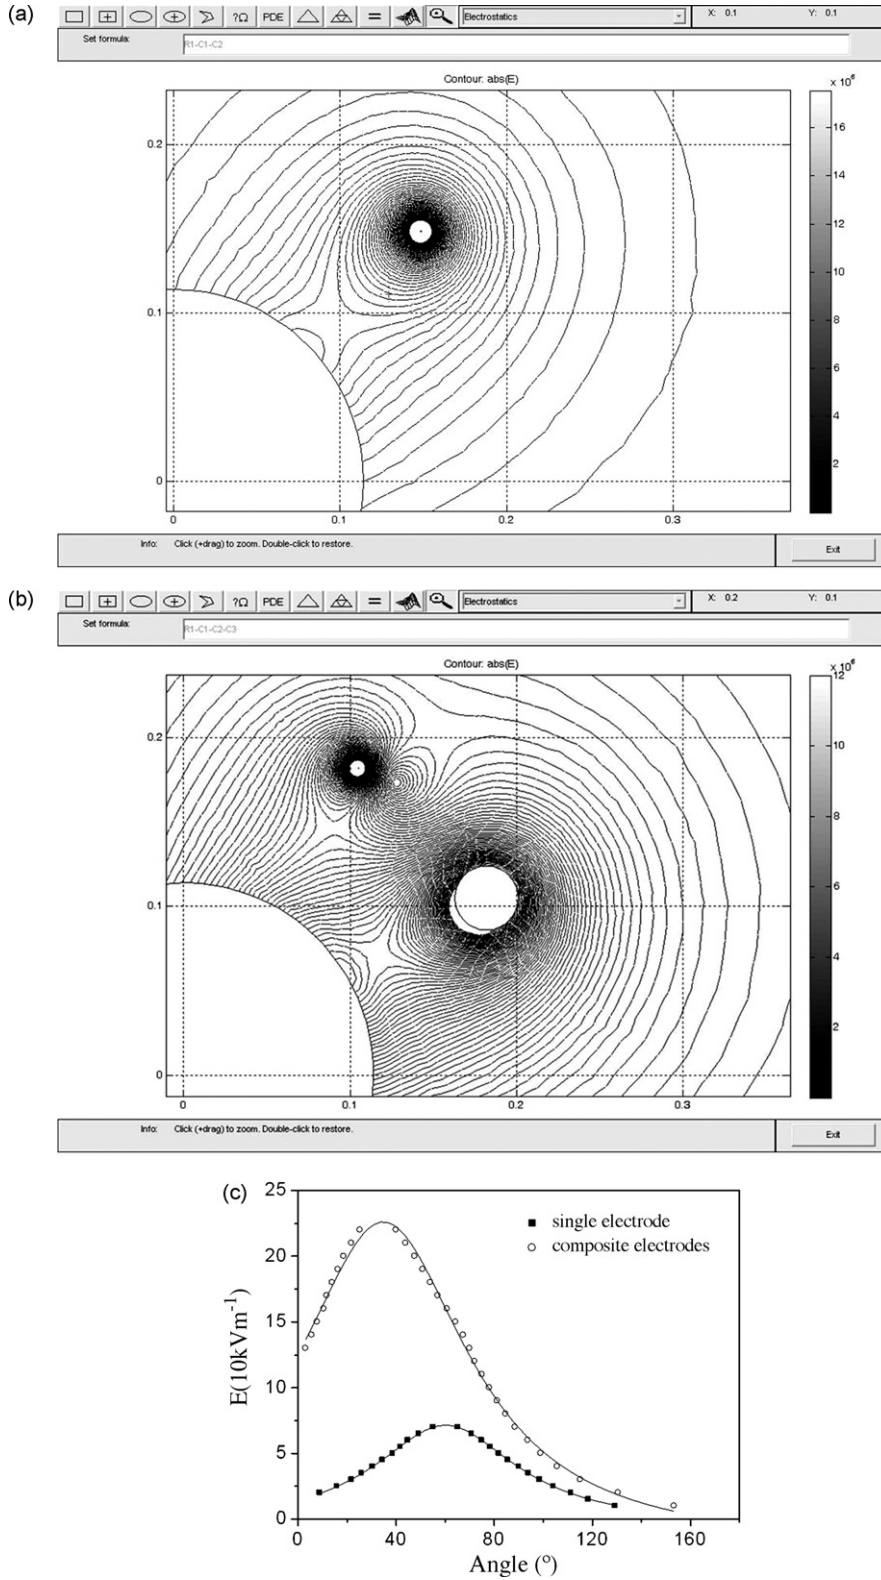 (a)
?Ω PDE = Electrostatics X: 0.1 Y: 0.1
Set formula: R1-C1-C2
Contour: abs(E)
x 10⁶
0.2
0.1
0
0 0.1 0.2 0.3
16
14
12
10
8
6
4
2
Info: Click (+drag) to zoom. Double-click to restore. Exit
(b)
?Ω PDE = Electrostatics X: 0.2 Y: 0.1
Set formula: R1-C1-C2-C3
Contour: abs(E)
x 10⁶
0.2
0.1
0
0 0.1 0.2 0.3
12
10
8
6
4
2
Info: Click (+drag) to zoom. Double-click to restore. Exit
(c)
25
20
15
10
5
0
E(10kVm⁻¹)
single electrode
composite electrodes
0 40 80 120 160
Angle (°)